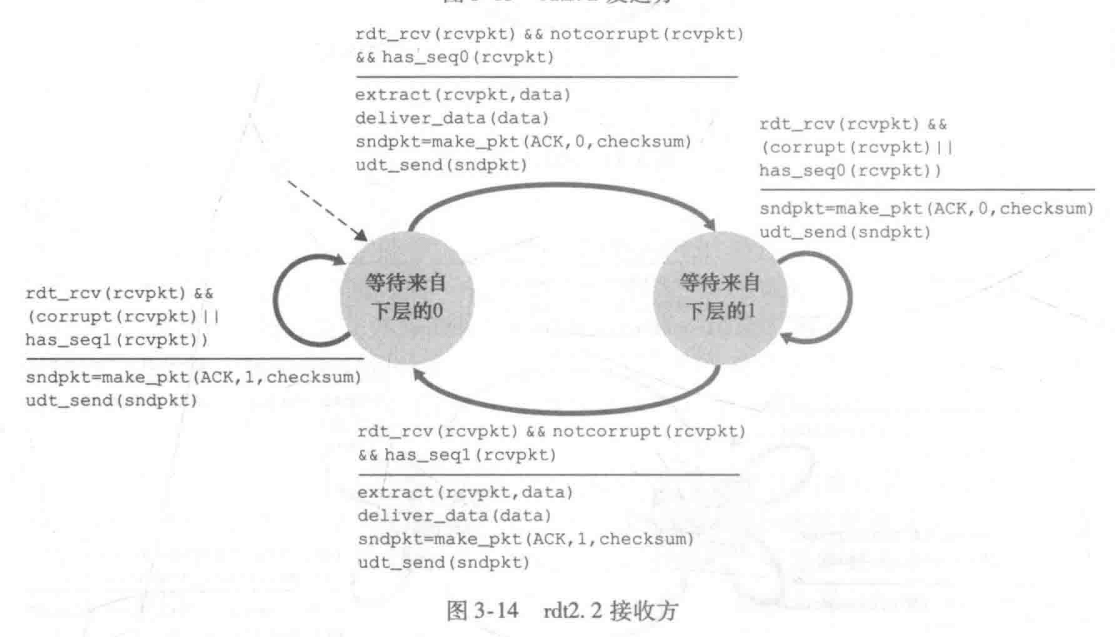 rdt_rcv(rcvpkt) && notcorrupt(rcvpkt)
&& has_seq0(rcvpkt)
extract(rcvpkt,data)
deliver_data(data)
sndpkt=make_pkt(ACK,0,checksum)
udt_send(sndpkt)
rdt_rcv(rcvpkt) &&
(corrupt(rcvpkt)||
has_seq0(rcvpkt))
sndpkt=make_pkt(ACK,0,checksum)
udt_send(sndpkt)
等待来自
下层的0
等待来自
下层的1
rdt_rcv(rcvpkt) &&
(corrupt(rcvpkt)||
has_seq1(rcvpkt))
sndpkt=make_pkt(ACK,1,checksum)
udt_send(sndpkt)
rdt_rcv(rcvpkt) && notcorrupt(rcvpkt)
&& has_seq1(rcvpkt)
extract(rcvpkt,data)
deliver_data(data)
sndpkt=make_pkt(ACK,1,checksum)
udt_send(sndpkt)
图 3-14 rdt2. 2 接收方